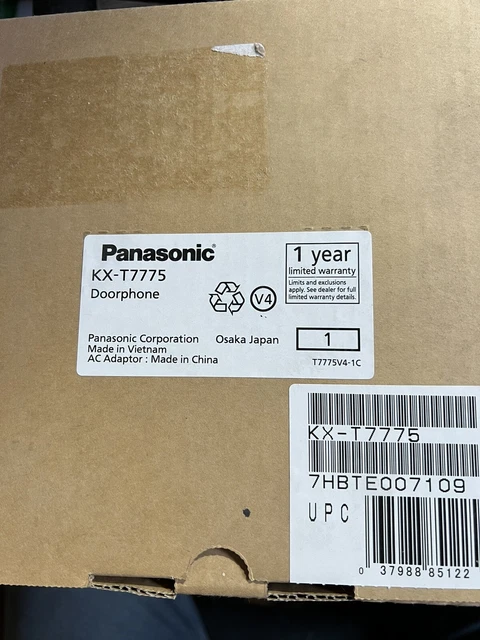 Panasonic
KX-T7775
Doorphone
V4
1 year
limited warranty
Limits and exclusions
apply. See dealer for full
limited warranty details.
Panasonic Corporation Osaka Japan
Made in Vietnam
AC Adaptor : Made in China
1
T7775V4-1C
KX-T7775
7HBTE007109
UPC
0 37988 85122